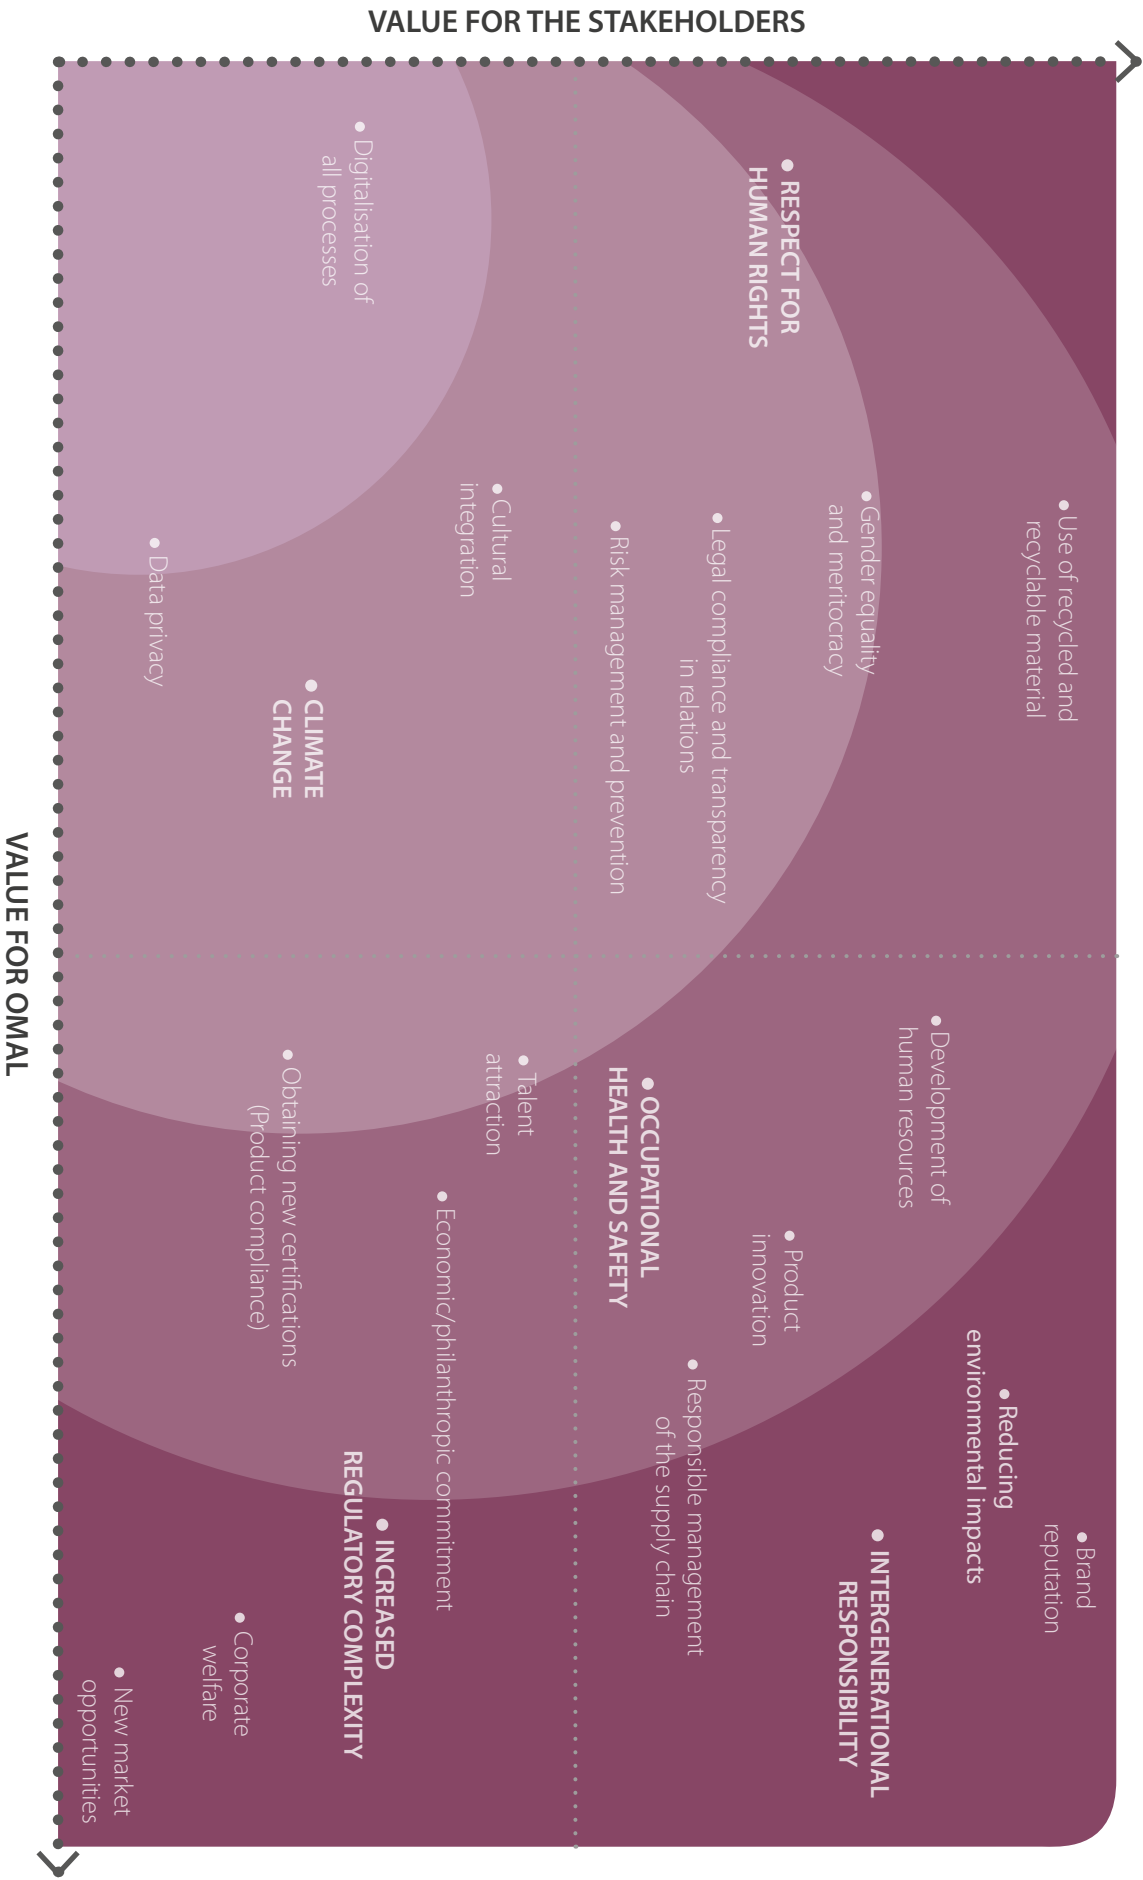 VALUE FOR THE STAKEHOLDERS
VALUE FOR OMAL
Use of recycled and
recyclable material
Gender equality
and meritocracy
RESPECT FOR
HUMAN RIGHTS
Legal compliance and transparency
in relations
Risk management and prevention
Cultural
integration
Digitalisation of
all processes
CLIMATE
CHANGE
Data privacy
Brand
reputation
Reducing
environmental impacts
Development of
human resources
INTERGENERATIONAL
RESPONSIBILITY
Product
innovation
Responsible management
of the supply chain
OCCUPATIONAL
HEALTH AND SAFETY
Talent
attraction
Economic/philanthropic commitment
INCREASED
REGULATORY COMPLEXITY
Obtaining new certifications
(Product compliance)
Corporate
welfare
New market
opportunities